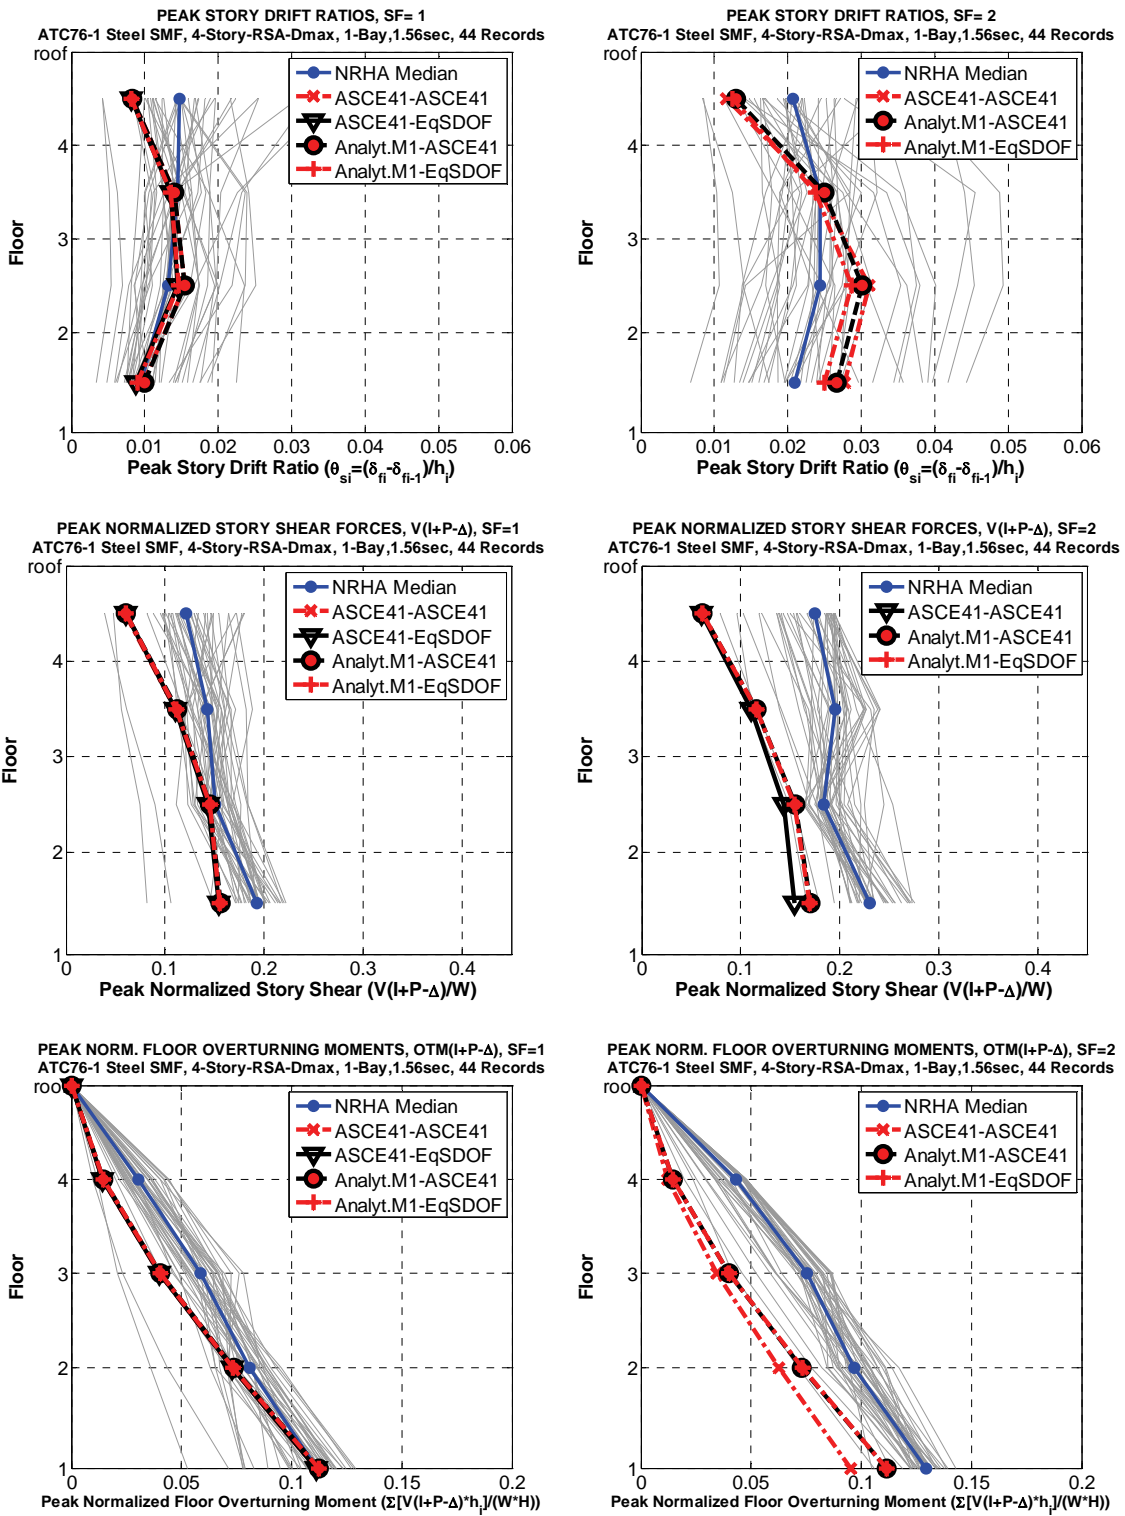 PEAK STORY DRIFT RATIOS, SF= 1
ATC76-1 Steel SMF, 4-Story-RSA-Dmax, 1-Bay,1.56sec, 44 Records
roof
4
3
2
1
Floor
NRHA Median
ASCE41-ASCE41
ASCE41-EqSDOF
Analyt.M1-ASCE41
Analyt.M1-EqSDOF
0 0.01 0.02 0.03 0.04 0.05 0.06
Peak Story Drift Ratio (θsi=(δfi-δfi-1)/hi)
PEAK STORY DRIFT RATIOS, SF= 2
ATC76-1 Steel SMF, 4-Story-RSA-Dmax, 1-Bay,1.56sec, 44 Records
roof
4
3
2
1
Floor
NRHA Median
ASCE41-ASCE41
Analyt.M1-ASCE41
Analyt.M1-EqSDOF
0 0.01 0.02 0.03 0.04 0.05 0.06
Peak Story Drift Ratio (θsi=(δfi-δfi-1)/hi)
PEAK NORMALIZED STORY SHEAR FORCES, V(I+P-Δ), SF=1
ATC76-1 Steel SMF, 4-Story-RSA-Dmax, 1-Bay,1.56sec, 44 Records
roof
4
3
2
1
Floor
NRHA Median
ASCE41-ASCE41
ASCE41-EqSDOF
Analyt.M1-ASCE41
Analyt.M1-EqSDOF
0 0.1 0.2 0.3 0.4
Peak Normalized Story Shear (V(I+P-Δ)/W)
PEAK NORMALIZED STORY SHEAR FORCES, V(I+P-Δ), SF=2
ATC76-1 Steel SMF, 4-Story-RSA-Dmax, 1-Bay,1.56sec, 44 Records
roof
4
3
2
1
Floor
NRHA Median
ASCE41-ASCE41
Analyt.M1-ASCE41
Analyt.M1-EqSDOF
0 0.1 0.2 0.3 0.4
Peak Normalized Story Shear (V(I+P-Δ)/W)
PEAK NORM. FLOOR OVERTURNING MOMENTS, OTM(I+P-Δ), SF=1
ATC76-1 Steel SMF, 4-Story-RSA-Dmax, 1-Bay,1.56sec, 44 Records
roof
4
3
2
1
Floor
NRHA Median
ASCE41-ASCE41
ASCE41-EqSDOF
Analyt.M1-ASCE41
Analyt.M1-EqSDOF
0 0.05 0.1 0.15 0.2
Peak Normalized Floor Overturning Moment (Σ[V(I+P-Δ)*hi]/(W*H))
PEAK NORM. FLOOR OVERTURNING MOMENTS, OTM(I+P-Δ), SF=2
ATC76-1 Steel SMF, 4-Story-RSA-Dmax, 1-Bay,1.56sec, 44 Records
roof
4
3
2
1
Floor
NRHA Median
ASCE41-ASCE41
Analyt.M1-ASCE41
Analyt.M1-EqSDOF
0 0.05 0.1 0.15 0.2
Peak Normalized Floor Overturning Moment (Σ[V(I+P-Δ)*hi]/(W*H))